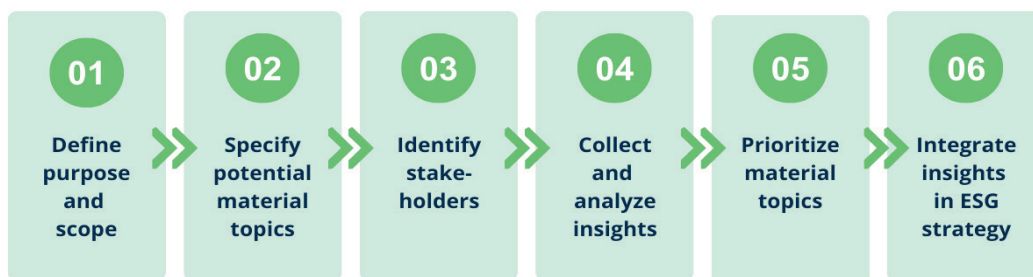 01
Define
purpose
and
scope
02
Specify
potential
material
topics
03
Identify
stake-
holders
04
Collect
and
analyze
insights
05
Prioritize
material
topics
06
Integrate
insights
in ESG
strategy